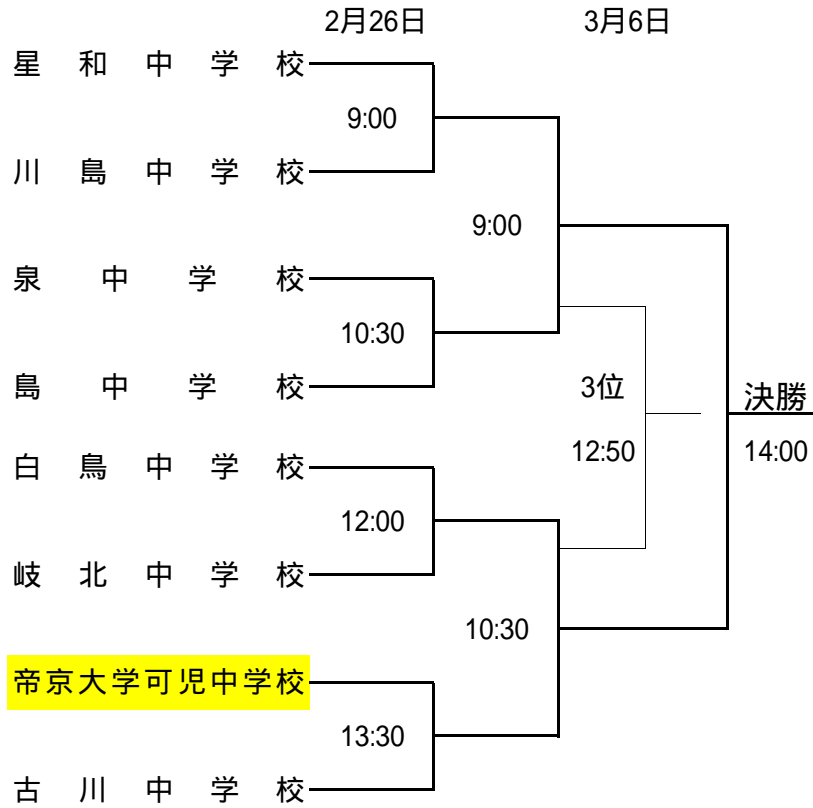 2月26日 3月6日
星和中学校
9:00
川島中学校
9:00
泉中学校
10:30
島中学校
3位
決勝
12:50
14:00
白鳥中学校
12:00
岐北中学校
10:30
帝京大学可児中学校
13:30
古川中学校